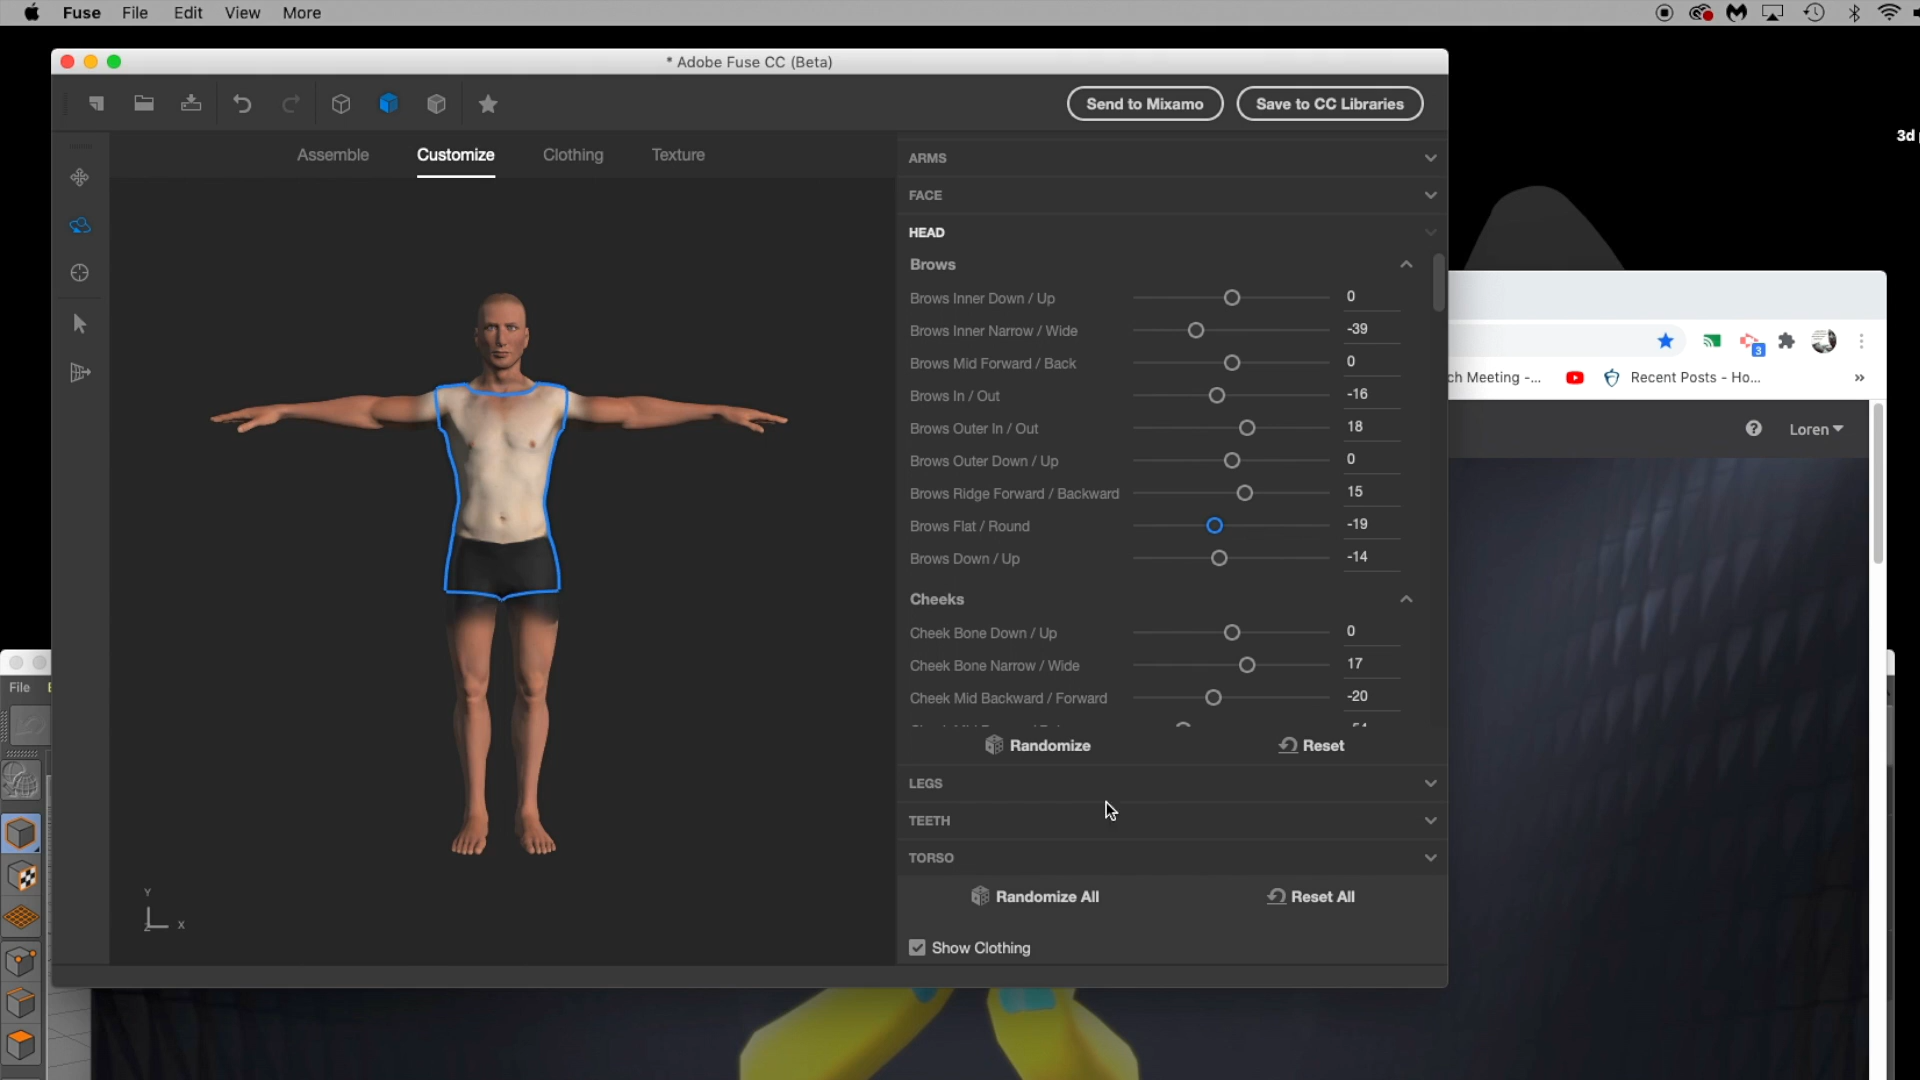 Fuse File Edit View More
* Adobe Fuse CC (Beta)
Send to Mixamo
Save to CC Libraries
Assemble
Customize
Clothing
Texture
ARMS
FACE
HEAD
Brows
Brows Inner Down / Up 0
Brows Inner Narrow / Wide -39
Brows Mid Forward / Back 0
Brows In / Out -16
Brows Outer In / Out 18
Brows Outer Down / Up 0
Brows Ridge Forward / Backward 15
Brows Flat / Round -19
Brows Down / Up -14
Cheeks
Cheek Bone Down / Up 0
Cheek Bone Narrow / Wide 17
Cheek Mid Backward / Forward -20
Randomize
Reset
LEGS
TEETH
TORSO
Randomize All
Reset All
Show Clothing
Y
X
Z
3d
3
ch Meeting -...
Recent Posts - Ho...
»
Loren
File